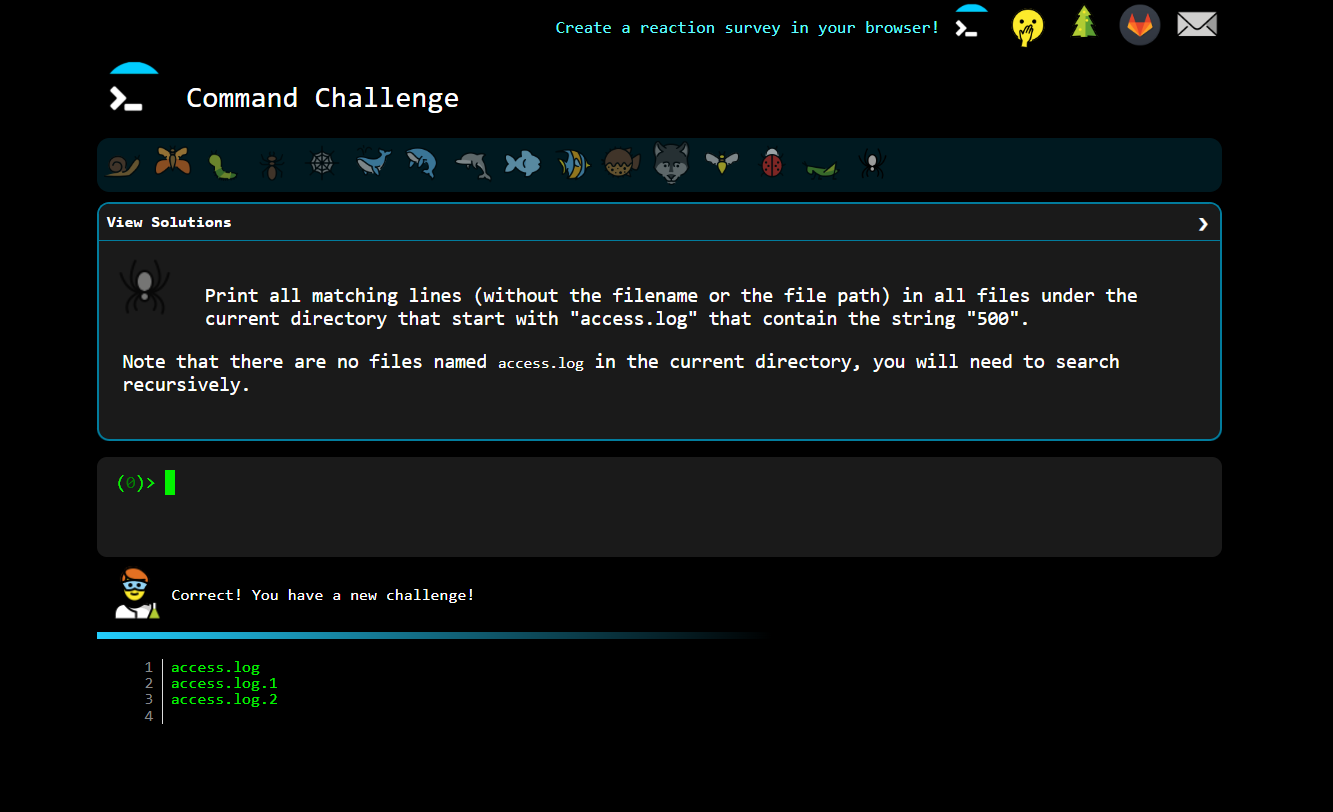 Create a reaction survey in your browser!
Command Challenge
View Solutions
Print all matching lines (without the filename or the file path) in all files under the
current directory that start with "access.log" that contain the string "500".
Note that there are no files named access.log in the current directory, you will need to search
recursively.
(0)>
Correct! You have a new challenge!
1 access.log
2 access.log.1
3 access.log.2
4